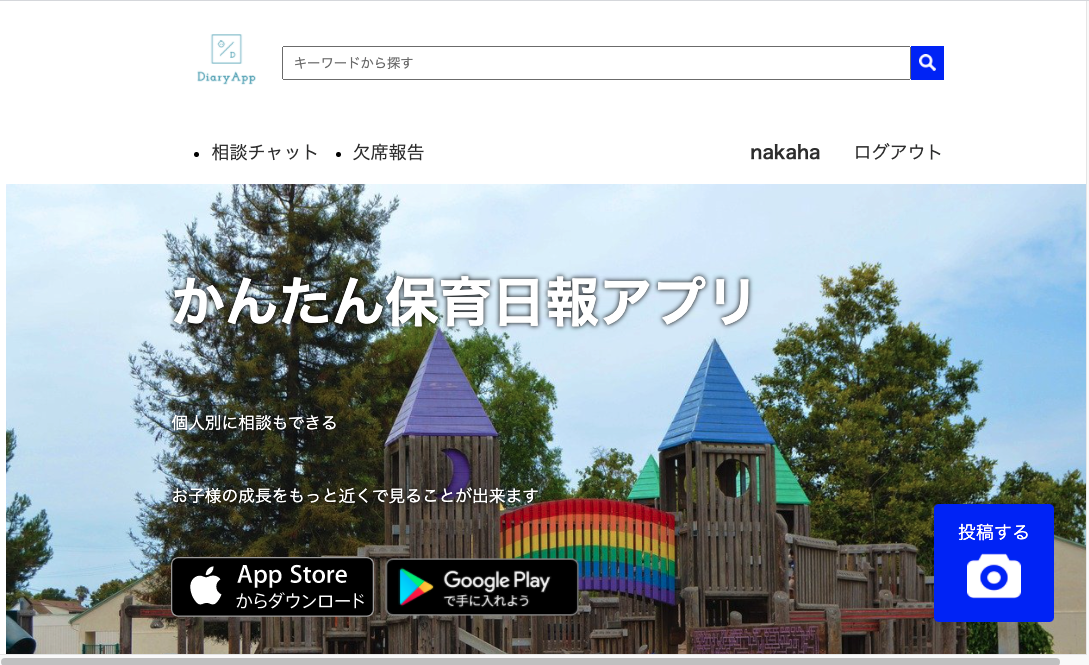 DiaryApp
キーワードから探す
相談チャット
欠席報告
nakaha
ログアウト
かんたん保育日報アプリ
個人別に相談もできる
お子様の成長をもっと近くで見ることが出来ます
App Store
からダウンロード
Google Play
で手に入れよう
投稿する